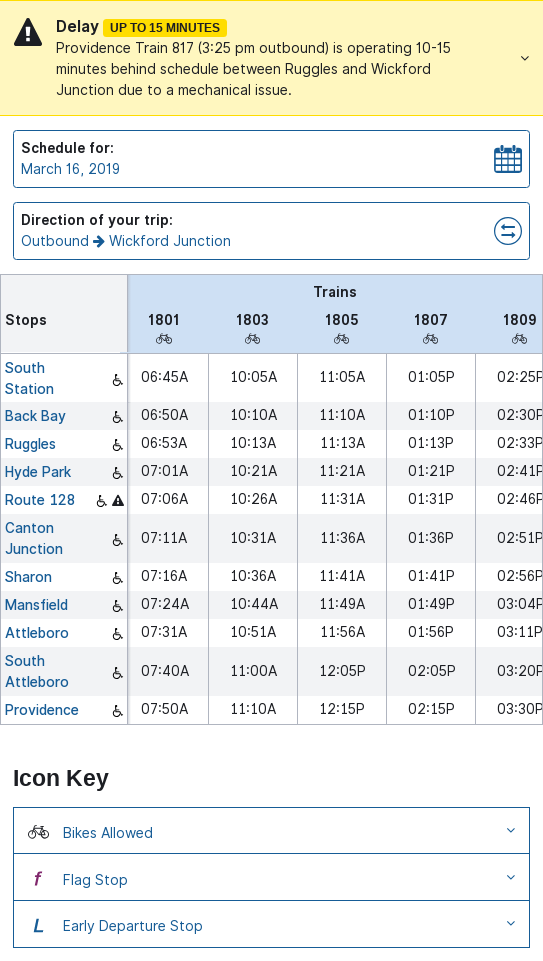 Delay UP TO 15 MINUTES
Providence Train 817 (3:25 pm outbound) is operating 10-15
minutes behind schedule between Ruggles and Wickford
Junction due to a mechanical issue.
Schedule for:
March 16, 2019
Direction of your trip:
Outbound → Wickford Junction
Trains
Stops 1801 1803 1805 1807 1809
South
Station 06:45A 10:05A 11:05A 01:05P 02:25P
Back Bay 06:50A 10:10A 11:10A 01:10P 02:30P
Ruggles 06:53A 10:13A 11:13A 01:13P 02:33P
Hyde Park 07:01A 10:21A 11:21A 01:21P 02:41P
Route 128 07:06A 10:26A 11:31A 01:31P 02:46P
Canton
Junction 07:11A 10:31A 11:36A 01:36P 02:51P
Sharon 07:16A 10:36A 11:41A 01:41P 02:56P
Mansfield 07:24A 10:44A 11:49A 01:49P 03:04P
Attleboro 07:31A 10:51A 11:56A 01:56P 03:11P
South
Attleboro 07:40A 11:00A 12:05P 02:05P 03:20P
Providence 07:50A 11:10A 12:15P 02:15P 03:30P
Icon Key
Bikes Allowed
f Flag Stop
L Early Departure Stop